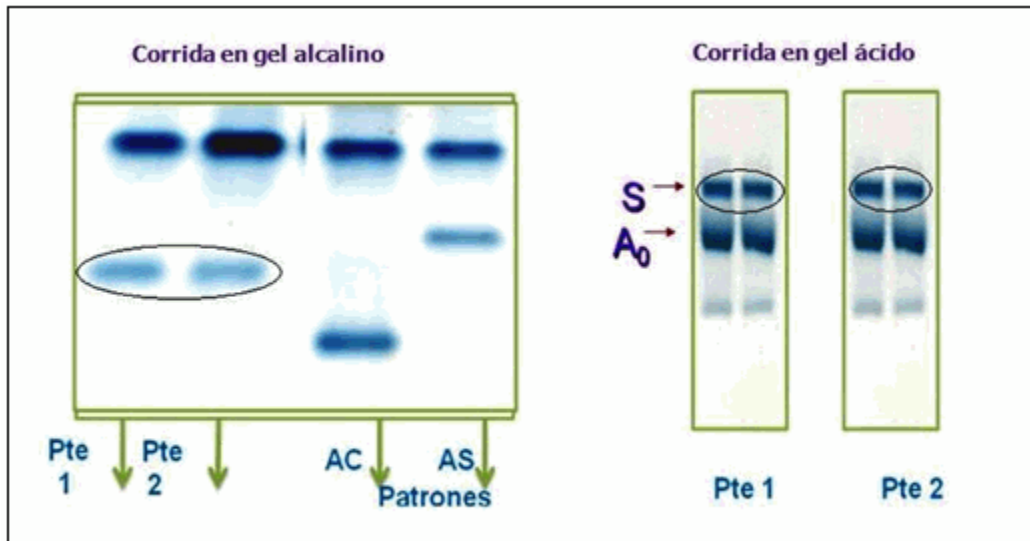 Corrida en gel alcalino
Corrida en gel ácido
S
A₀
Pte
1
Pte
2
AC
AS
Patrones
Pte 1
Pte 2